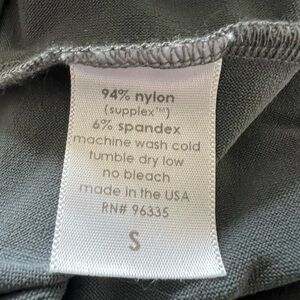 94% nylon
(supplex™)
6% spandex
machine wash cold
tumble dry low
no bleach
made in the USA
RN# 96335
S